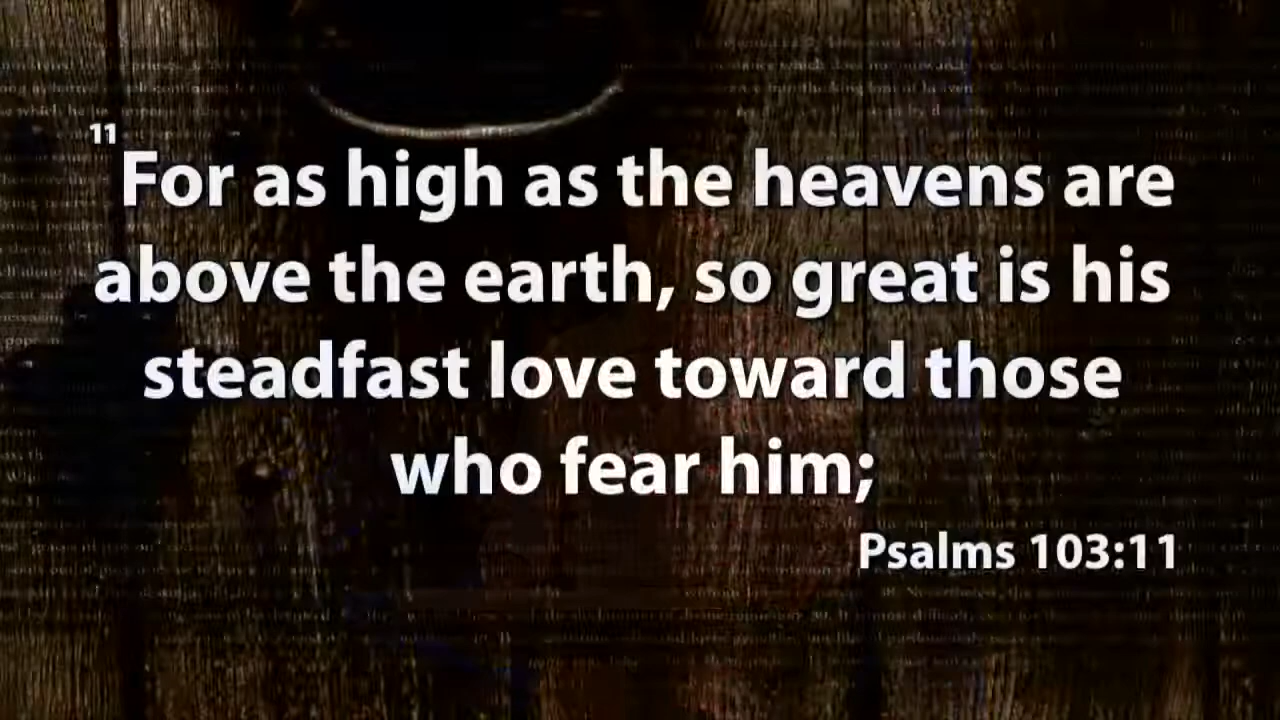 11
For as high as the heavens are
above the earth, so great is his
steadfast love toward those
who fear him;
Psalms 103:11